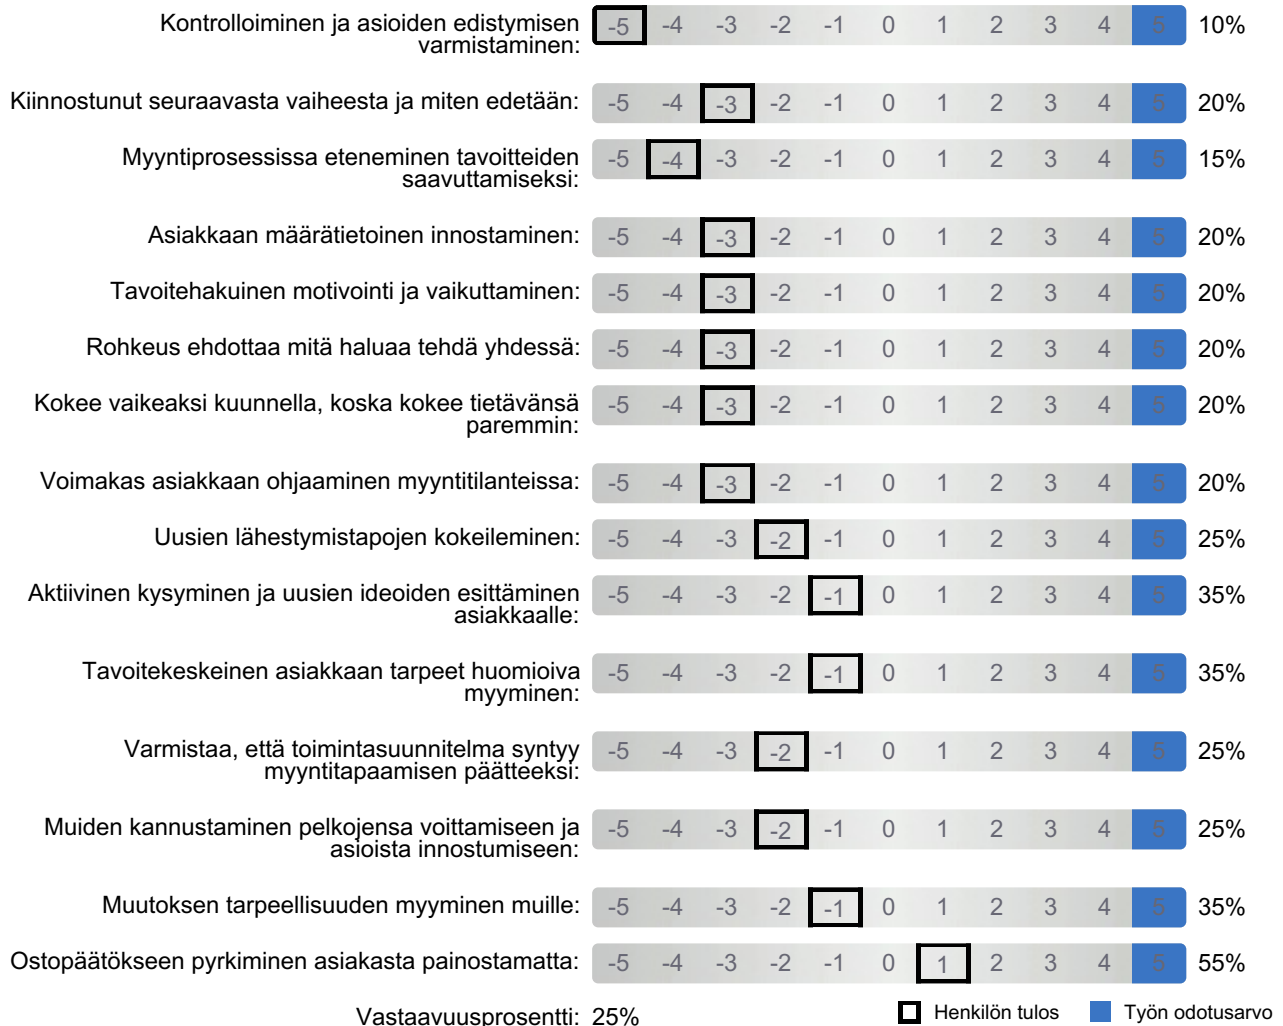 Kontrolloiminen ja asioiden edistymisen
varmistaminen:
-5 -4 -3 -2 -1 0 1 2 3 4 5 10%
Kiinnostunut seuraavasta vaiheesta ja miten edetään: -5 -4 -3 -2 -1 0 1 2 3 4 5 20%
Myyntiprosessissa eteneminen tavoitteiden
saavuttamiseksi:
-5 -4 -3 -2 -1 0 1 2 3 4 5 15%
Asiakkaan määrätietoinen innostaminen: -5 -4 -3 -2 -1 0 1 2 3 4 5 20%
Tavoitehakuinen motivointi ja vaikuttaminen: -5 -4 -3 -2 -1 0 1 2 3 4 5 20%
Rohkeus ehdottaa mitä haluaa tehdä yhdessä: -5 -4 -3 -2 -1 0 1 2 3 4 5 20%
Kokee vaikeaksi kuunnella, koska kokee tietävänsä
paremmin:
-5 -4 -3 -2 -1 0 1 2 3 4 5 20%
Voimakas asiakkaan ohjaaminen myyntitilanteissa: -5 -4 -3 -2 -1 0 1 2 3 4 5 20%
Uusien lähestymistapojen kokeileminen: -5 -4 -3 -2 -1 0 1 2 3 4 5 25%
Aktiivinen kysyminen ja uusien ideoiden esittäminen
asiakkaalle:
-5 -4 -3 -2 -1 0 1 2 3 4 5 35%
Tavoitekeskeinen asiakkaan tarpeet huomioiva
myyminen:
-5 -4 -3 -2 -1 0 1 2 3 4 5 35%
Varmistaa, että toimintasuunnitelma syntyy
myyntitapaamisen päätteeksi:
-5 -4 -3 -2 -1 0 1 2 3 4 5 25%
Muiden kannustaminen pelkojensa voittamiseen ja
asioista innostumiseen:
-5 -4 -3 -2 -1 0 1 2 3 4 5 25%
Muutoksen tarpeellisuuden myyminen muille: -5 -4 -3 -2 -1 0 1 2 3 4 5 35%
Ostopäätökseen pyrkiminen asiakasta painostamatta: -5 -4 -3 -2 -1 0 1 2 3 4 5 55%
Vastaavuusprosentti: 25% Henkilön tulos Työn odotusarvo